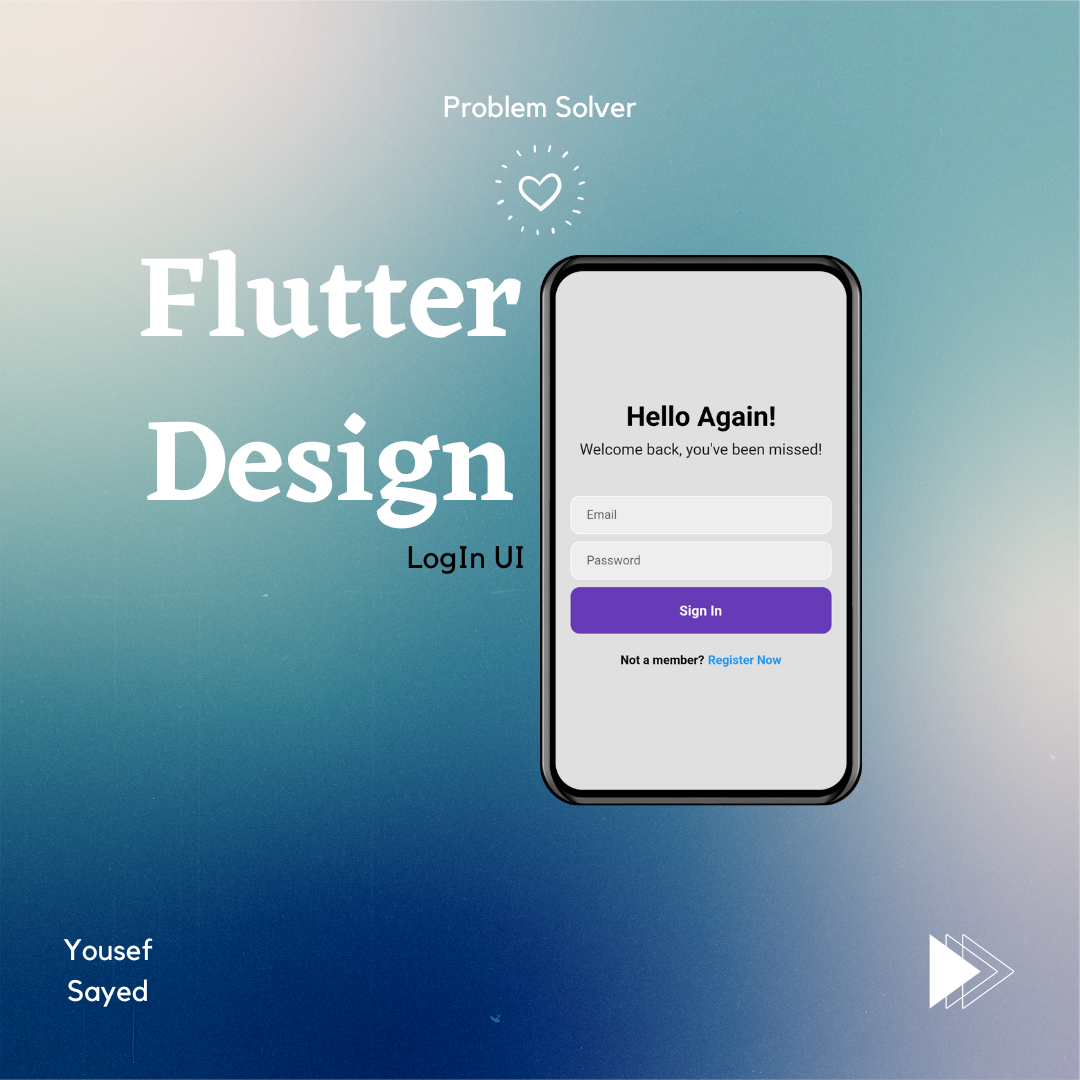 Problem Solver
Flutter
Design
LogIn UI
Hello Again!
Welcome back, you've been missed!
Email
Password
Sign In
Not a member? Register Now
Yousef
Sayed